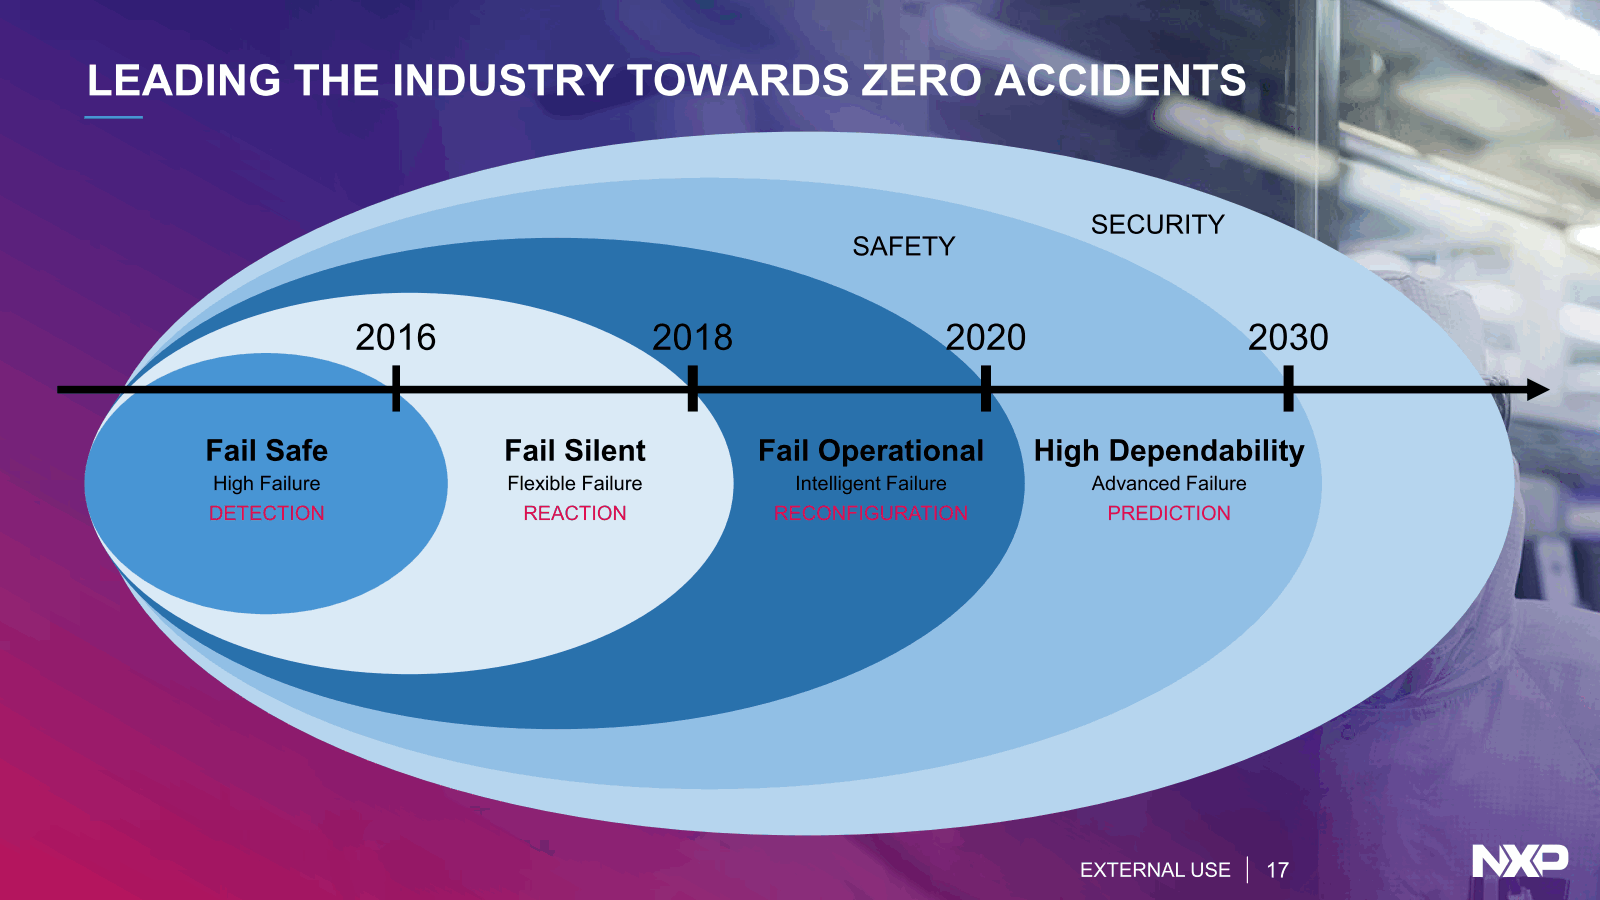 LEADING THE INDUSTRY TOWARDS ZERO ACCIDENTS
SECURITY
SAFETY
2016
2018
2020
2030
Fail Safe
High Failure
DETECTION
Fail Silent
Flexible Failure
REACTION
Fail Operational
Intelligent Failure
RECONFIGURATION
High Dependability
Advanced Failure
PREDICTION
EXTERNAL USE
17
NXP